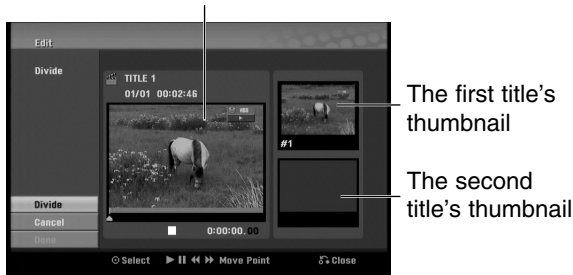 Edit
Divide
TITLE 1
01/01 00:02:46
#1
The first title's
thumbnail
The second
title's thumbnail
Divide
Cancel
Done
0:00:00.00
Select Move Point Close